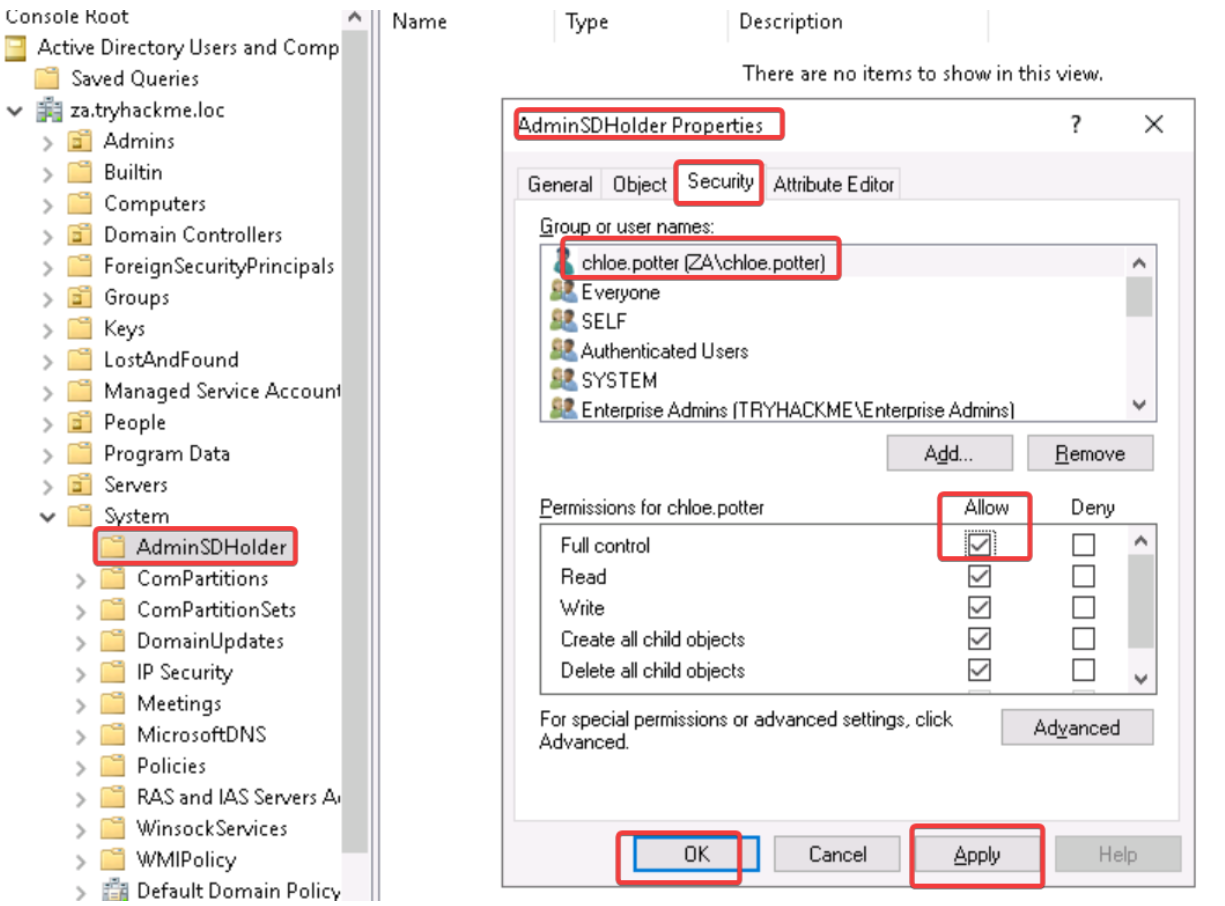 Console Root
Active Directory Users and Comp
Saved Queries
za.tryhackme.loc
Admins
Builtin
Computers
Domain Controllers
ForeignSecurityPrincipals
Groups
Keys
LostAndFound
Managed Service Account
People
Program Data
Servers
System
AdminSDHolder
ComPartitions
ComPartitionSets
DomainUpdates
IP Security
Meetings
MicrosoftDNS
Policies
RAS and IAS Servers A
WinsockServices
WMIPolicy
Default Domain Policy
Name Type Description
There are no items to show in this view.
AdminSDHolder Properties ?
General Object Security Attribute Editor
Group or user names:
chloe.potter (ZA\chloe.potter)
Everyone
SELF
Authenticated Users
SYSTEM
Enterprise Admins (TRYHACKME\Enterprise Admins)
Add... Remove
Permissions for chloe.potter Allow Deny
Full control
Read
Write
Create all child objects
Delete all child objects
For special permissions or advanced settings, click
Advanced.
Advanced
OK Cancel Apply Help